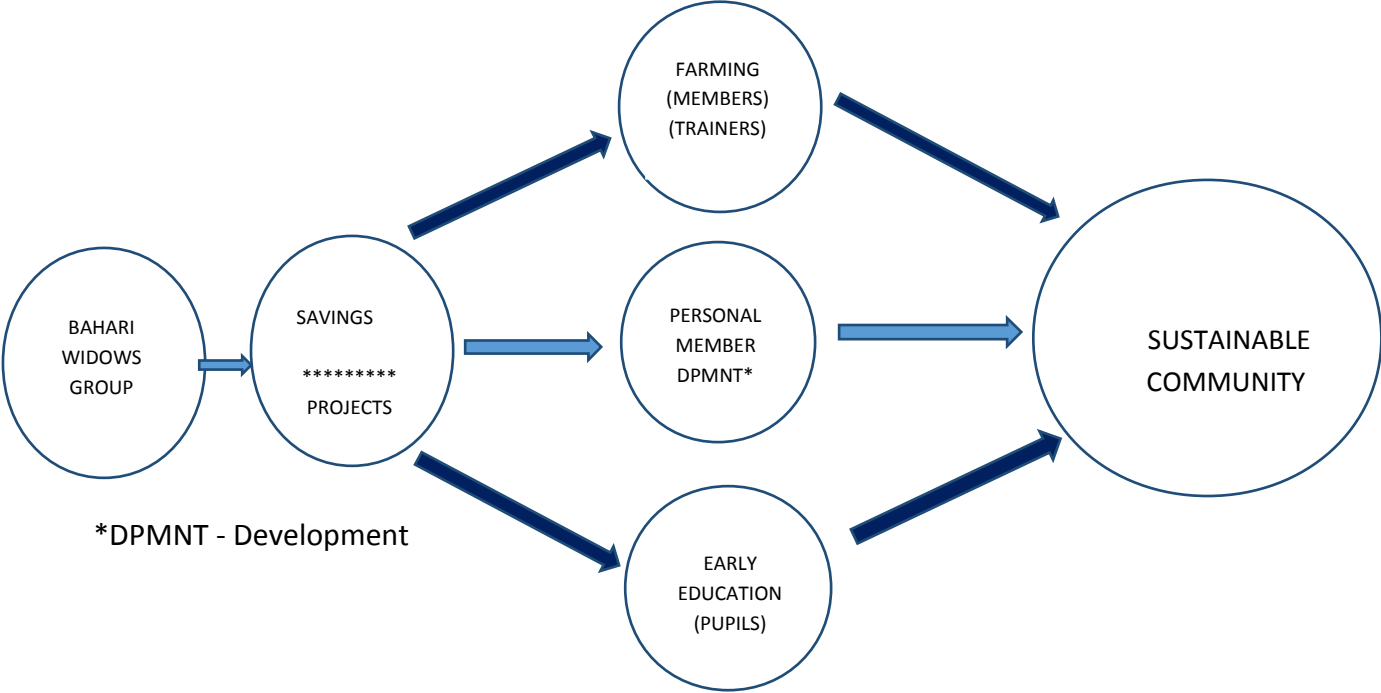 BAHARI
WIDOWS
GROUP
SAVINGS
*********
PROJECTS
FARMING
(MEMBERS)
(TRAINERS)
PERSONAL
MEMBER
DPMNT*
EARLY
EDUCATION
(PUPILS)
SUSTAINABLE
COMMUNITY
*DPMNT - Development